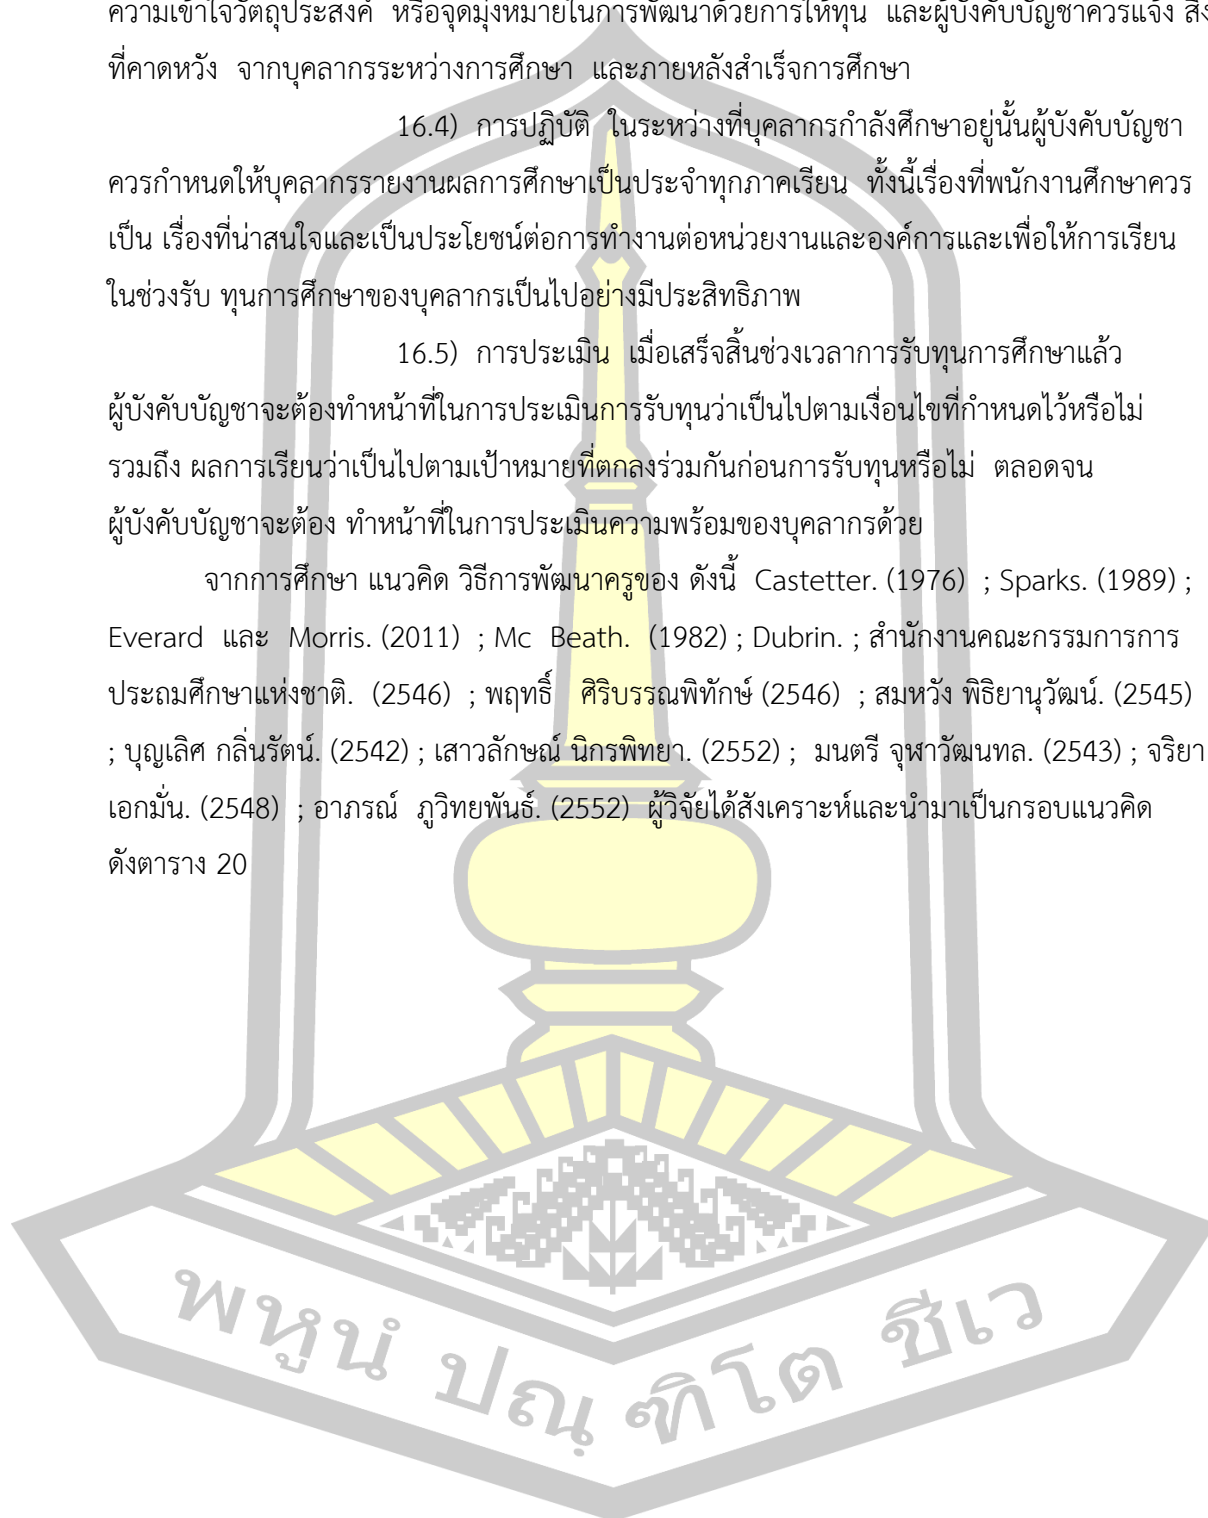 ความเข้าใจวัตถุประสงค์ หรือจุดมุ่งหมายในการพัฒนาด้วยการให้ทุน และผู้บังคับบัญชาควรแจ้ง สิ่ง
ที่คาดหวัง จากบุคลากรระหว่างการศึกษา และภายหลังสำเร็จการศึกษา
16.4) การปฏิบัติ ในระหว่างที่บุคลากรกำลังศึกษาอยู่นั้นผู้บังคับบัญชา
ควรกำหนดให้บุคลากรรายงานผลการศึกษาเป็นประจำทุกภาคเรียน ทั้งนี้เรื่องที่พนักงานศึกษาควร
เป็น เรื่องที่น่าสนใจและเป็นประโยชน์ต่อการทำงานต่อหน่วยงานและองค์การและเพื่อให้การเรียน
ในช่วงรับ ทุนการศึกษาของบุคลากรเป็นไปอย่างมีประสิทธิภาพ
16.5) การประเมิน เมื่อเสร็จสิ้นช่วงเวลาการรับทุนการศึกษาแล้ว
ผู้บังคับบัญชาจะต้องทำหน้าที่ในการประเมินการรับทุนว่าเป็นไปตามเงื่อนไขที่กำหนดไว้หรือไม่
รวมถึง ผลการเรียนว่าเป็นไปตามเป้าหมายที่ตกลงร่วมกันก่อนการรับทุนหรือไม่ ตลอดจน
ผู้บังคับบัญชาจะต้อง ทำหน้าที่ในการประเมินความพร้อมของบุคลากรด้วย
จากการศึกษา แนวคิด วิธีการพัฒนาครูของ ดังนี้ Castetter. (1976) ; Sparks. (1989) ;
Everard และ Morris. (2011) ; Mc Beath. (1982) ; Dubrin. ; สำนักงานคณะกรรมการการ
ประถมศึกษาแห่งชาติ. (2546) ; พฤทธิ์ ศิริบรรณพิทักษ์ (2546) ; สมหวัง พิธิยานุวัฒน์. (2545)
; บุญเลิศ กลิ่นรัตน์. (2542) ; เสาวลักษณ์ นิกรพิทยา. (2552) ; มนตรี จุฬาวัฒนทล. (2543) ; จริยา
เอกมั่น. (2548) ; อาภรณ์ ภูวิทยพันธ์. (2552) ผู้วิจัยได้สังเคราะห์และนำมาเป็นกรอบแนวคิด
ดังตาราง 20
พหูนํ ปณฺฑิโต ชีเว